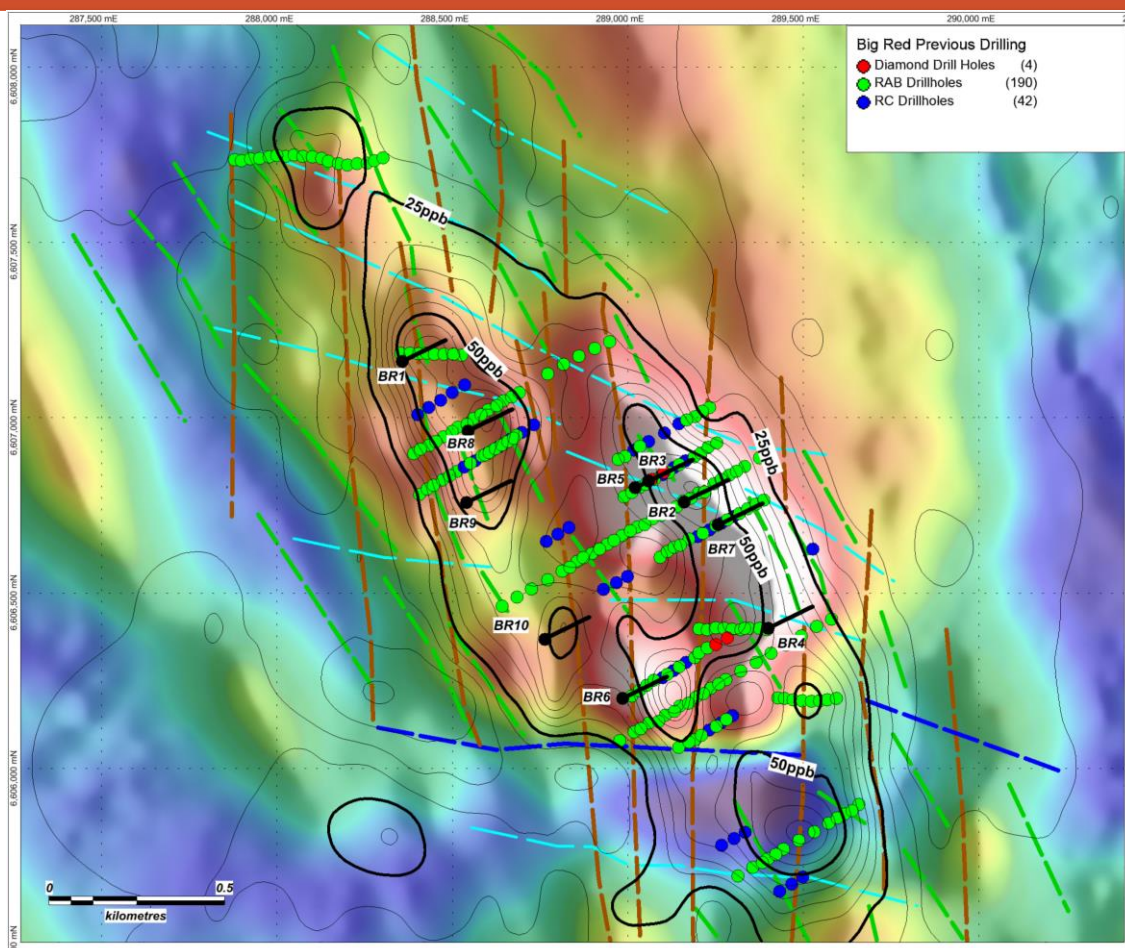 287,500 mE
288,000 mE
288,500 mE
289,000 mE
289,500 mE
290,000 mE
Big Red Previous Drilling
Diamond Drill Holes (4)
RAB Drillholes (190)
RC Drillholes (42)
6,608,000 mN
6,607,500 mN
6,607,000 mN
6,606,500 mN
6,606,000 mN
25ppb
50ppb
BR1
BR8
BR9
25ppb
BR3
BR5
BR2
BR7
50ppb
BR10
BR4
BR6
50ppb
0 0.5
kilometres